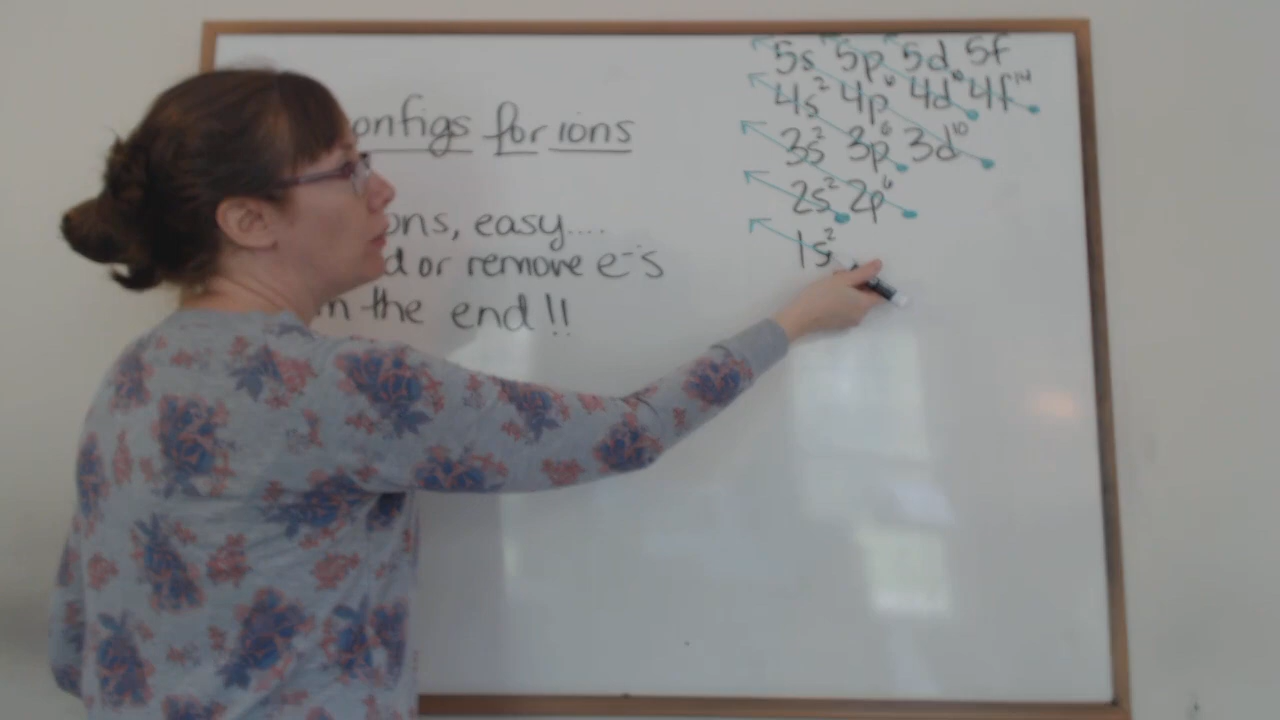 onfigs for ions
ons, easy....
d or remove e⁻s
n the end!!
5s 5p 5d 5f
4s² 4p⁶ 4d¹⁰ 4f¹⁴
3s² 3p⁶ 3d¹⁰
2s² 2p⁶
1s²